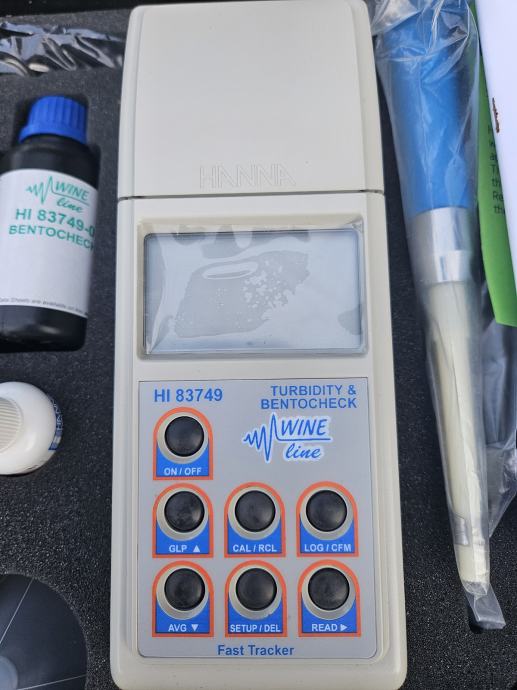 HANNA
WINE
line
HI 83749-0
BENTOCHECK
HI 83749
TURBIDITY &
BENTOCHECK
WINE
line
ON / OFF
GLP ▲
CAL / RCL
LOG / CFM
AVG ▼
SETUP / DEL
READ ►
Fast Tracker